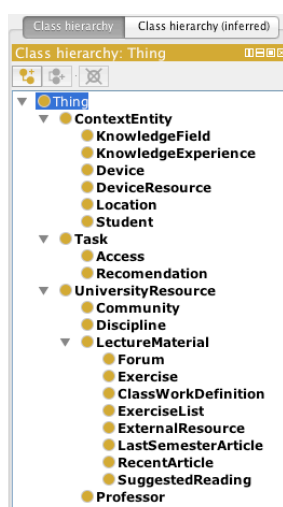 Class hierarchy Class hierarchy (inferred)
Class hierarchy: Thing
Thing
ContextEntity
KnowledgeField
KnowledgeExperience
Device
DeviceResource
Location
Student
Task
Access
Recomendation
UniversityResource
Community
Discipline
LectureMaterial
Forum
Exercise
ClassWorkDefinition
ExerciseList
ExternalResource
LastSemesterArticle
RecentArticle
SuggestedReading
Professor